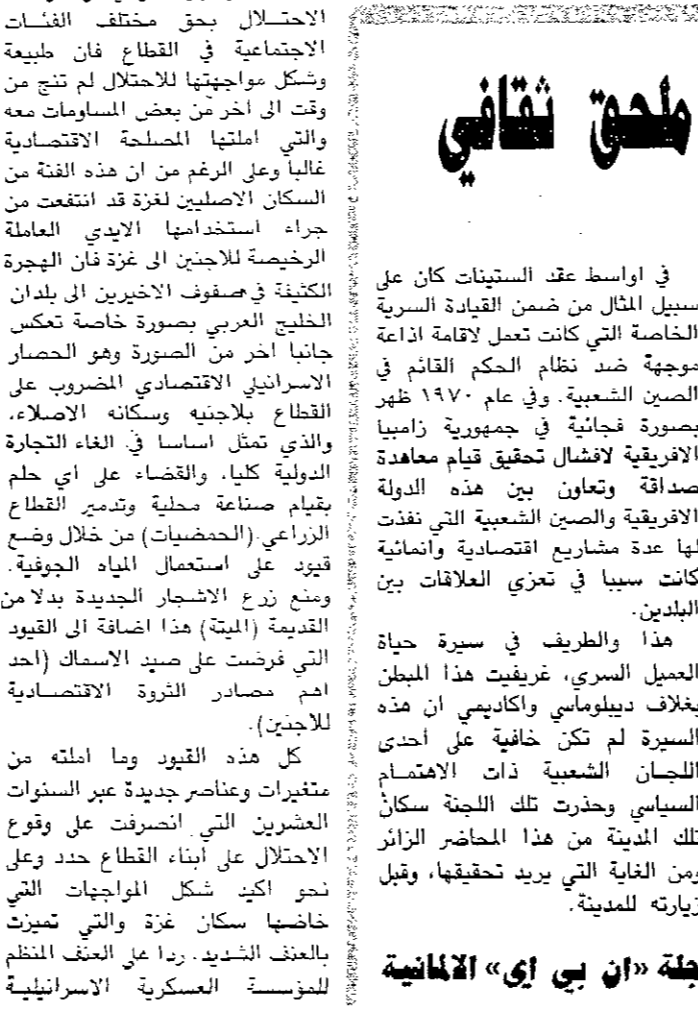 ملحق ثقافي
في اواسط عقد الستينات كان على
سبيل المثال من ضمن القيادة السرية
الخاصة التي كانت تعمل لاقامة اذاعة
موجهة ضد نظام الحكم القائم في
الصين الشعبية. وفي عام ١٩٧٠ ظهر
بصورة فجائية في جمهورية زامبيا
الافريقية لافشال تحقيق قيام معاهدة
صداقة وتعاون بين هذه الدولة
الافريقية والصين الشعبية التي نفذت
لها عدة مشاريع اقتصادية وانمائية
كانت سببا في تعزي العلاقات بين
البلدين.
هذا والطريف في سيرة حياة
العميل السري، غريفيت هذا المبطن
بغلاف ديبلوماسي واكاديمي ان هذه
السيرة لم تكن خافية على أحدى
اللجان الشعبية ذات الاهتمام
السياسي وحذرت تلك اللجنة سكان
تلك المدينة من هذا المحاضر الزائر
ومن الغاية التي يريد تحقيقها، وقبل
زيارته للمدينة.
جلة «ان بي اي» الالمانية
الاحتلال بحق مختلف الفئات
الاجتماعية في القطاع فان طبيعة
وشكل مواجهتها للاحتلال لم تنج من
وقت الى اخر من بعض المساومات معه
والتي املتها المصلحة الاقتصادية
غالبا وعلى الرغم من ان هذه الفئة من
السكان الاصليين لغزة قد انتفعت من
جراء استخدامها الايدي العاملة
الرخيصة للاجئين الى غزة فان الهجرة
الكثيفة في صفوف الاخيرين الى بلدان
الخليج العربي بصورة خاصة تعكس
جانبا اخر من الصورة وهو الحصار
الاسرائيلي الاقتصادي المضروب على
القطاع بلاجئيه وسكانه الاصلاء،
والذي تمثل اساسا في الغاء التجارة
الدولية كليا، والقضاء على اي حلم
بقيام صناعة محلية وتدمير القطاع
الزراعي (الحمضيات) من خلال وضع
قيود على استعمال المياه الجوفية.
ومنع زرع الاشجار الجديدة بدلا من
القديمة (الميتة) هذا اضافة الى القيود
التي فرضت على صيد الاسماك (احد
اهم مصادر الثروة الاقتصادية
للاجئين).
كل هذه القيود وما املته من
متغيرات وعناصر جديدة عبر السنوات
العشرين التي انصرفت على وقوع
الاحتلال على أبناء القطاع حدد وعلى
نحو اكيد شكل المواجهات التي
خاضها سكان غزة والتي تميزت
بالعنف الشديد. ردا على العنف المنظم
للمؤسسة العسكرية الاسرائيلية